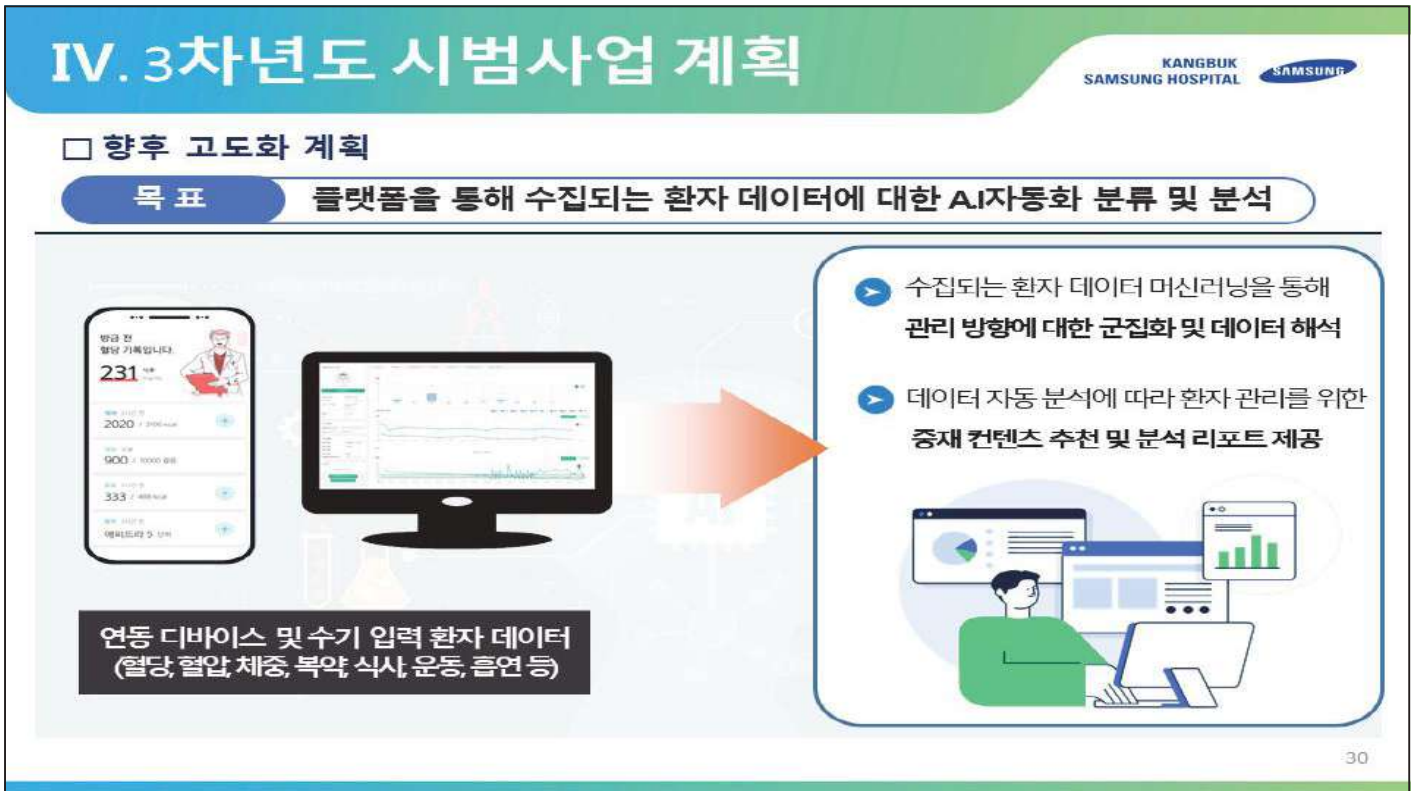 IV. 3차년도 시범사업 계획
KANGBUK
SAMSUNG HOSPITAL
SAMSUNG
□ 향후 고도화 계획
목 표
플랫폼을 통해 수집되는 환자 데이터에 대한 A.I자동화 분류 및 분석
방금 전
혈당 기록입니다.
231
2020
900 / 10000 걸음
333
연동 디바이스 및 수기 입력 환자 데이터
(혈당, 혈압, 체중, 복약, 식사, 운동, 흡연 등)
수집되는 환자 데이터 머신러닝을 통해
관리 방향에 대한 군집화 및 데이터 해석
데이터 자동 분석에 따라 환자 관리를 위한
중재 컨텐츠 추천 및 분석 리포트 제공
30